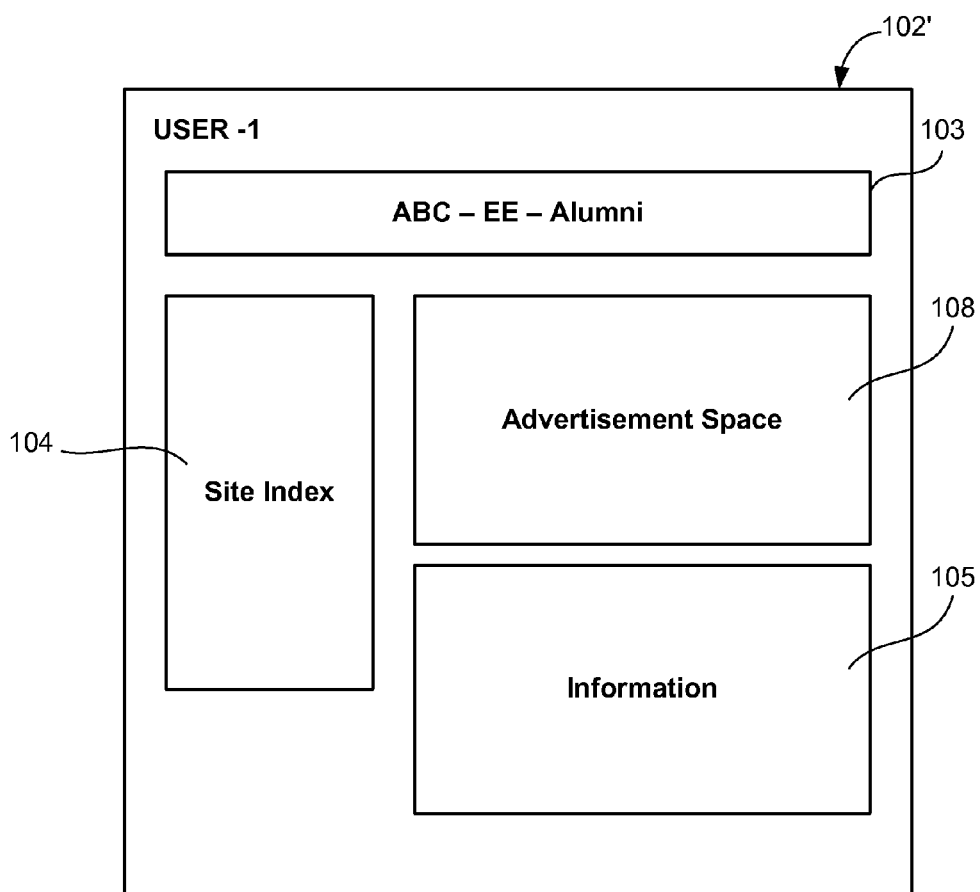 102'
USER -1
103
ABC – EE – Alumni
108
Advertisement Space
104
Site Index
105
Information